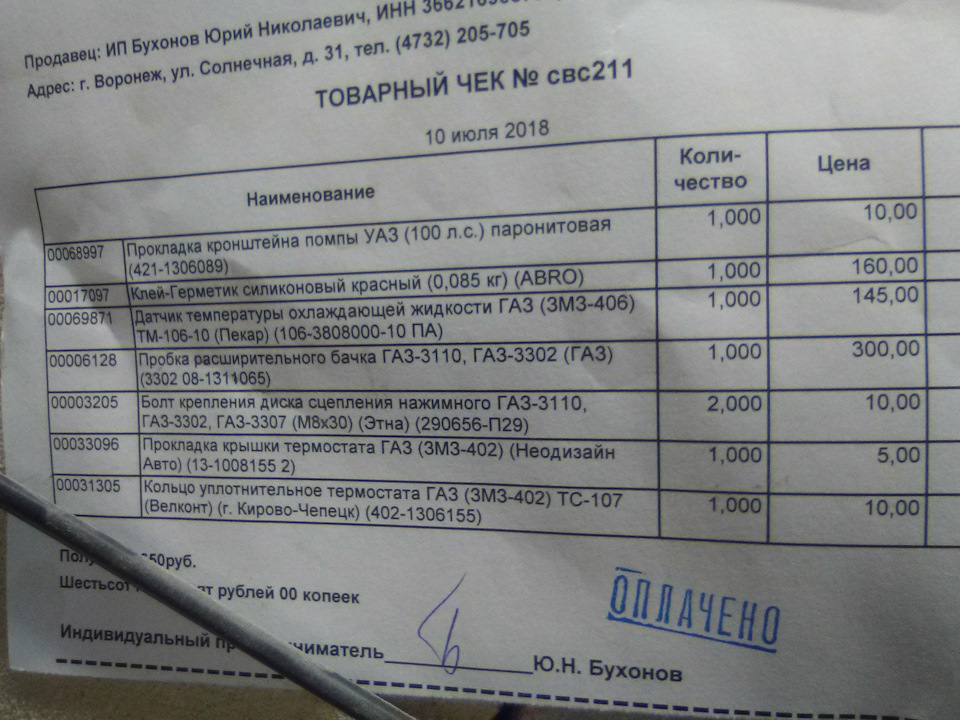 Продавец: ИП Бухонов Юрий Николаевич, ИНН
Адрес: г. Воронеж, ул. Солнечная, д. 31, тел. (4732) 205-705
ТОВАРНЫЙ ЧЕК № свс211
10 июля 2018
Наименование Коли-чество Цена
00068997 Прокладка кронштейна помпы УАЗ (100 л.с.) паронитовая 1,000 10,00
(421-1306089)
00017097 Клей-Герметик силиконовый красный (0,085 кг) (ABRO) 1,000 160,00
00069871 Датчик температуры охлаждающей жидкости ГАЗ (ЗМЗ-406) 1,000 145,00
ТМ-106-10 (Пекар) (106-3808000-10 ПА)
00006128 Пробка расширительного бачка ГАЗ-3110, ГАЗ-3302 (ГАЗ) 1,000 300,00
(3302 08-1311065)
00003205 Болт крепления диска сцепления нажимного ГАЗ-3110, 2,000 10,00
ГАЗ-3302, ГАЗ-3307 (М8х30) (Этна) (290656-П29)
00033096 Прокладка крышки термостата ГАЗ (ЗМЗ-402) (Неодизайн 1,000 5,00
Авто) (13-1008155 2)
00031305 Кольцо уплотнительное термостата ГАЗ (ЗМЗ-402) ТС-107 1,000 10,00
(Велконт) (г. Кирово-Чепецк) (402-1306155)
650руб.
Шестьсот рублей 00 копеек
ОПЛАЧЕНО
Индивидуальный Ю.Н. Бухонов